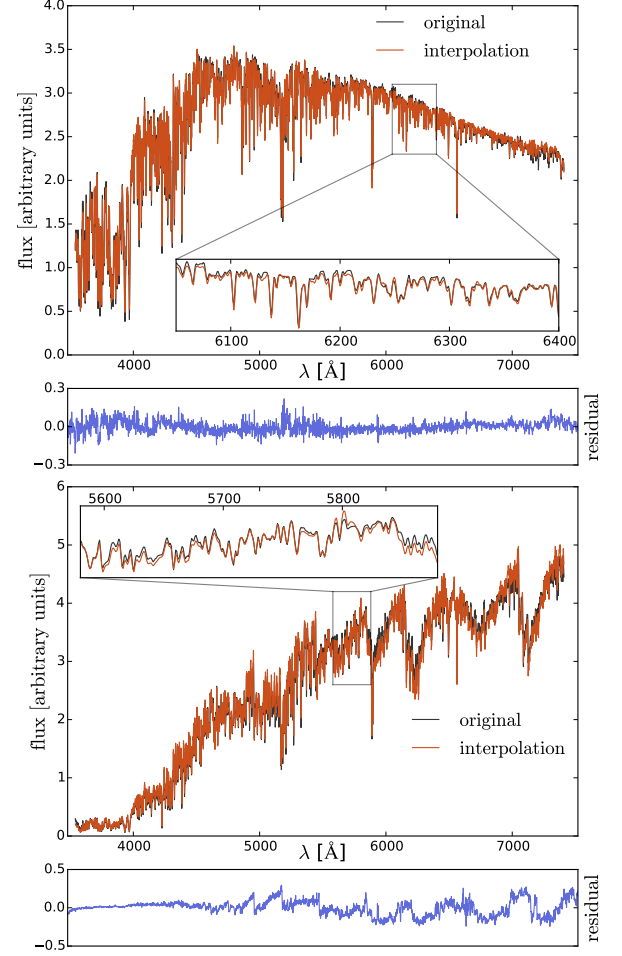 4.0
original
interpolation
3.5
3.0
2.5
2.0
1.5
1.0
0.5
0.0
flux [arbitrary units]
6100 6200 6300 6400
4000 5000 6000 7000
λ [Å]
0.3
0.0
−0.3
residual
6
5
4
3
2
1
0
flux [arbitrary units]
5600 5700 5800
original
interpolation
4000 5000 6000 7000
λ [Å]
0.5
0.0
−0.5
residual